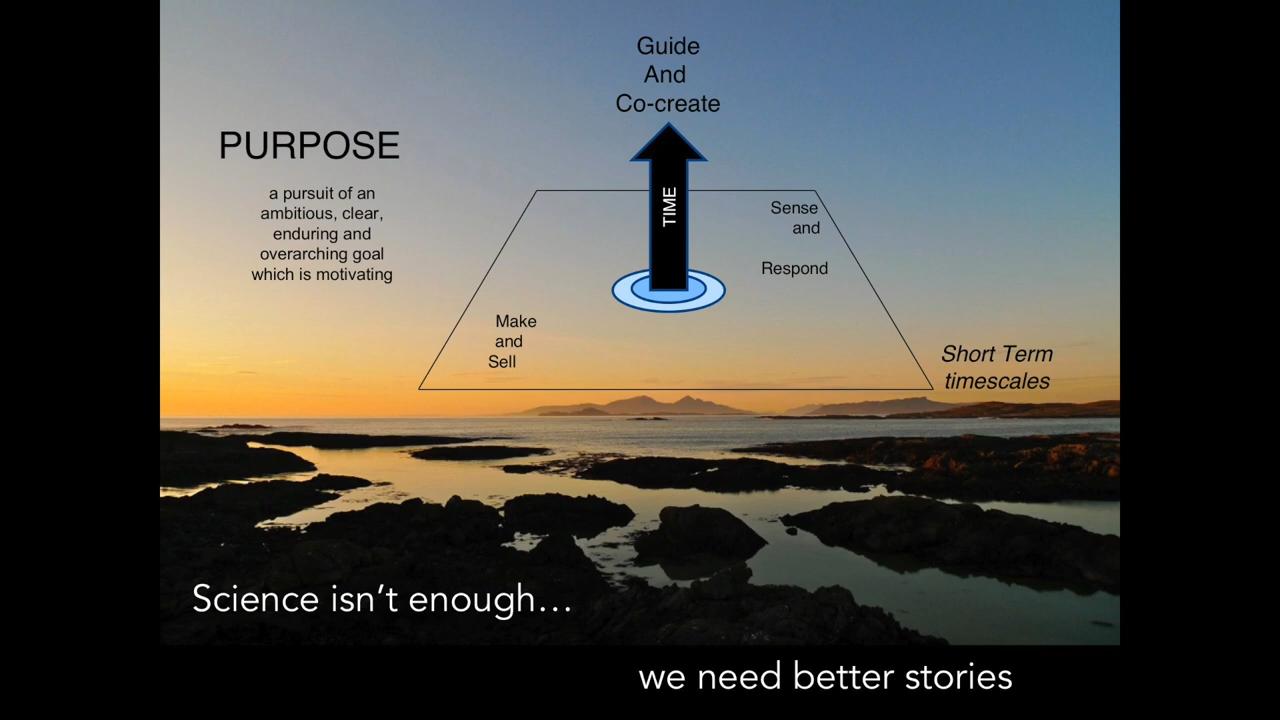 Guide
And
Co-create
PURPOSE
a pursuit of an
ambitious, clear,
enduring and
overarching goal
which is motivating
TIME
Sense
and
Respond
Make
and
Sell
Short Term
timescales
Science isn’t enough…
we need better stories